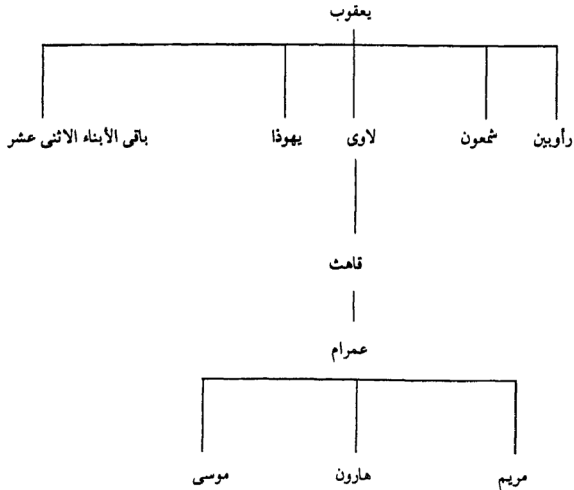 يعقوب
رأوبين شمعون لاوى يهوذا باقى الأبناء الاثنى عشر
قاهث
عمرام
مريم هارون موسى